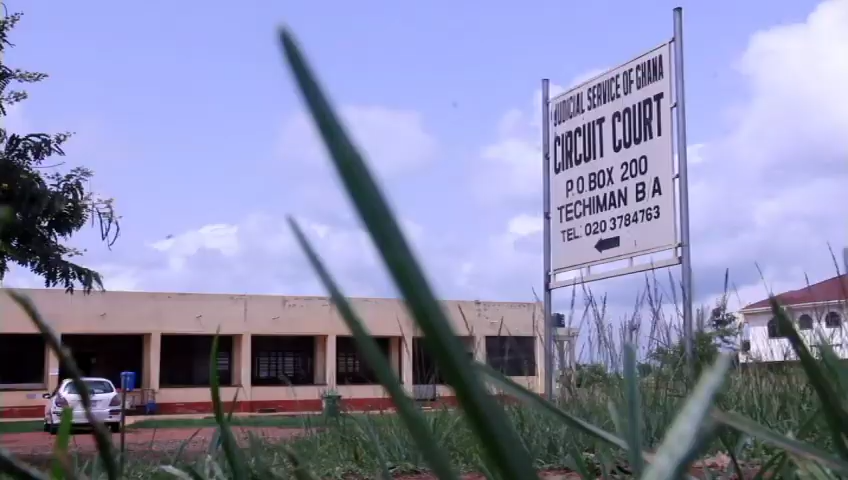 JUDICIAL SERVICE OF GHANA
CIRCUIT COURT
P.O.BOX 200
TECHIMAN B/A
TEL: 020 3784763